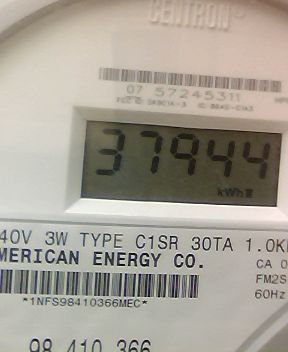 CENTRON
07 57245311
37944
kWh
40V 3W TYPE C1SR 30TA 1.0K
MERICAN ENERGY CO.
CA 0
FM2S
60Hz
*1NFS98410366MEC*
98 410 366